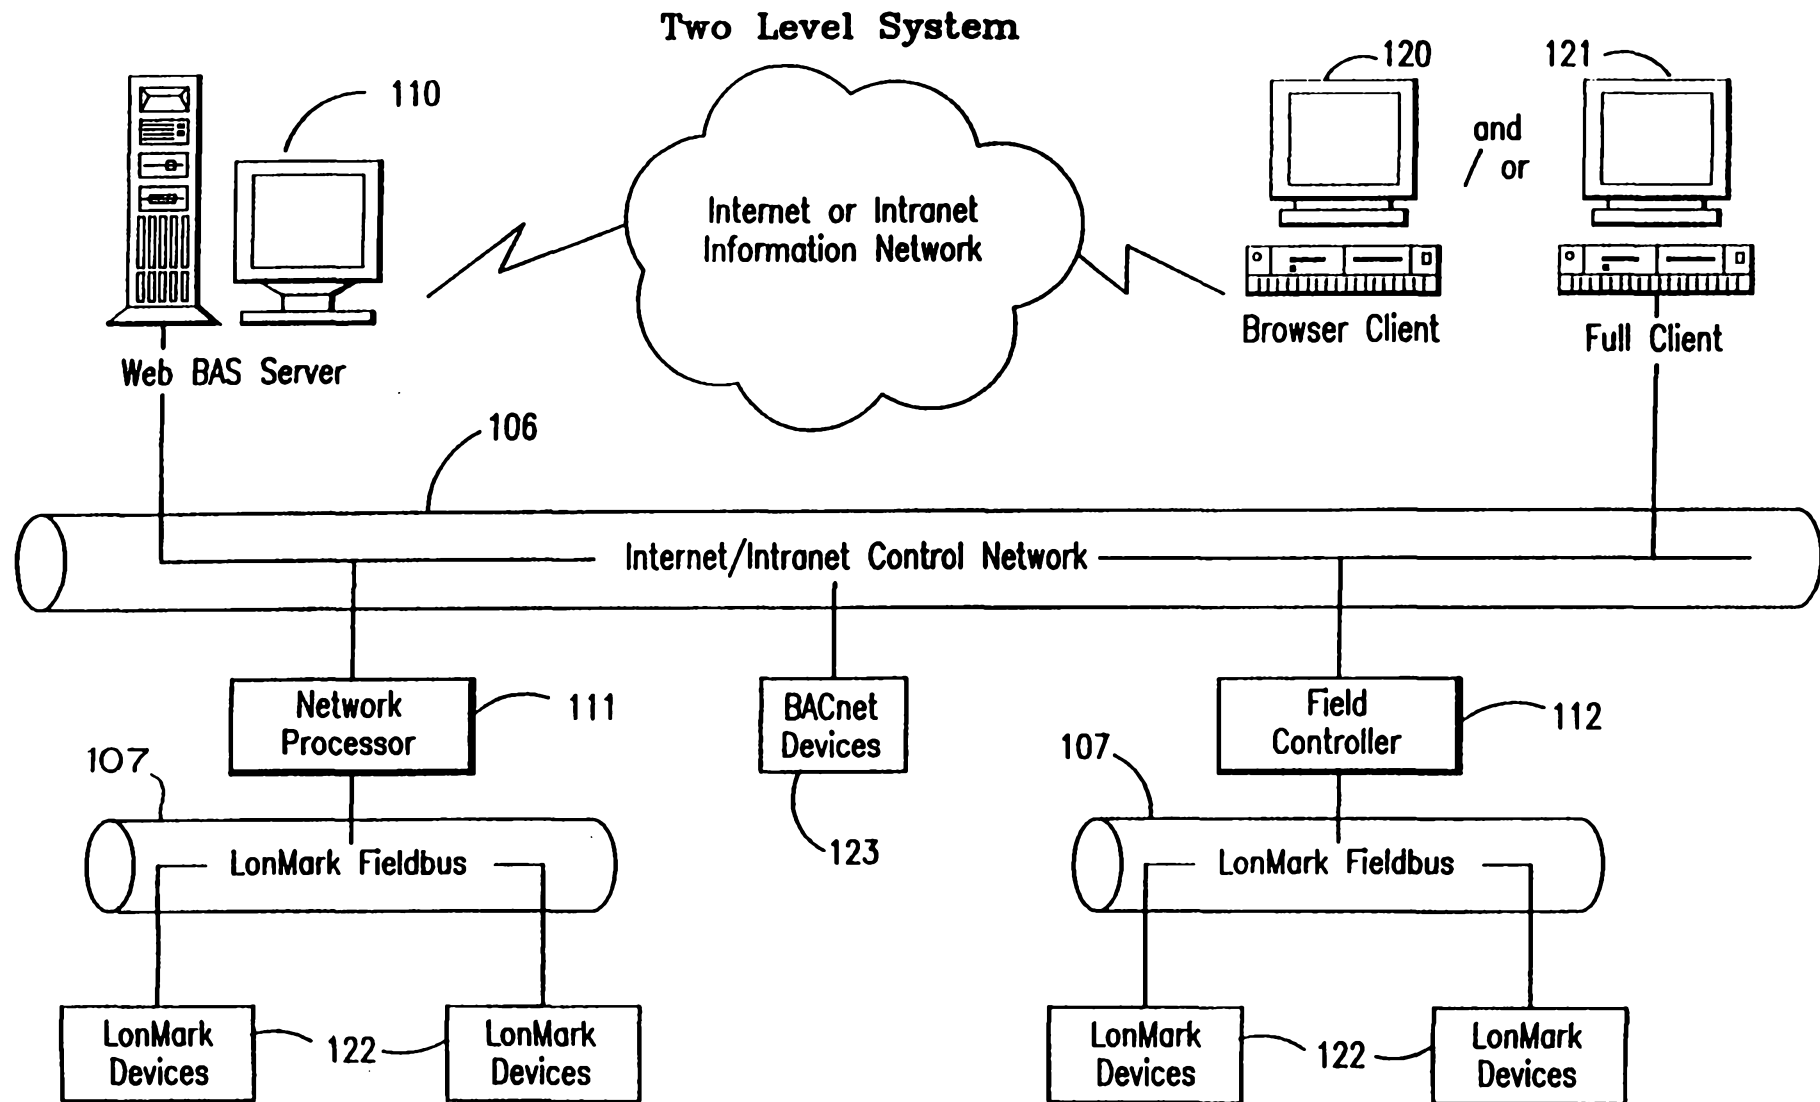 Two Level System
110
120
121
and
/ or
Internet or Intranet
Information Network
Web BAS Server
Browser Client
Full Client
106
Internet/Intranet Control Network
Network
Processor
111
BACnet
Devices
123
Field
Controller
112
107
LonMark Fieldbus
107
LonMark Fieldbus
LonMark
Devices
122
LonMark
Devices
LonMark
Devices
122
LonMark
Devices